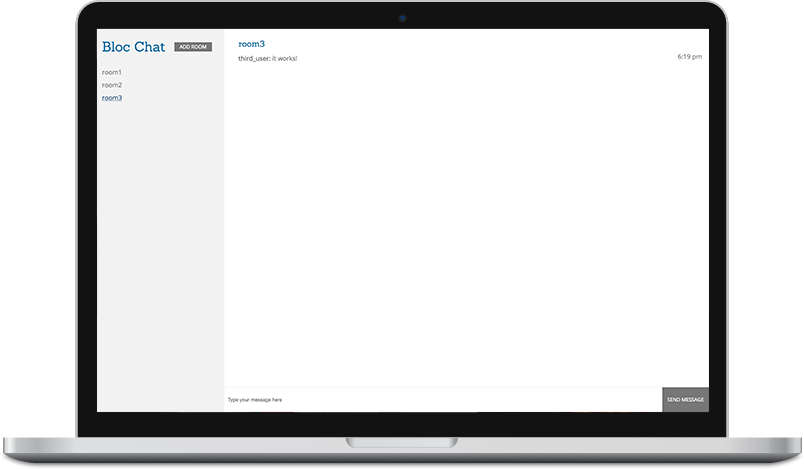 Bloc Chat
ADD ROOM
room1
room2
room3
room3
third_user: it works!
6:19 pm
Type your message here
SEND MESSAGE